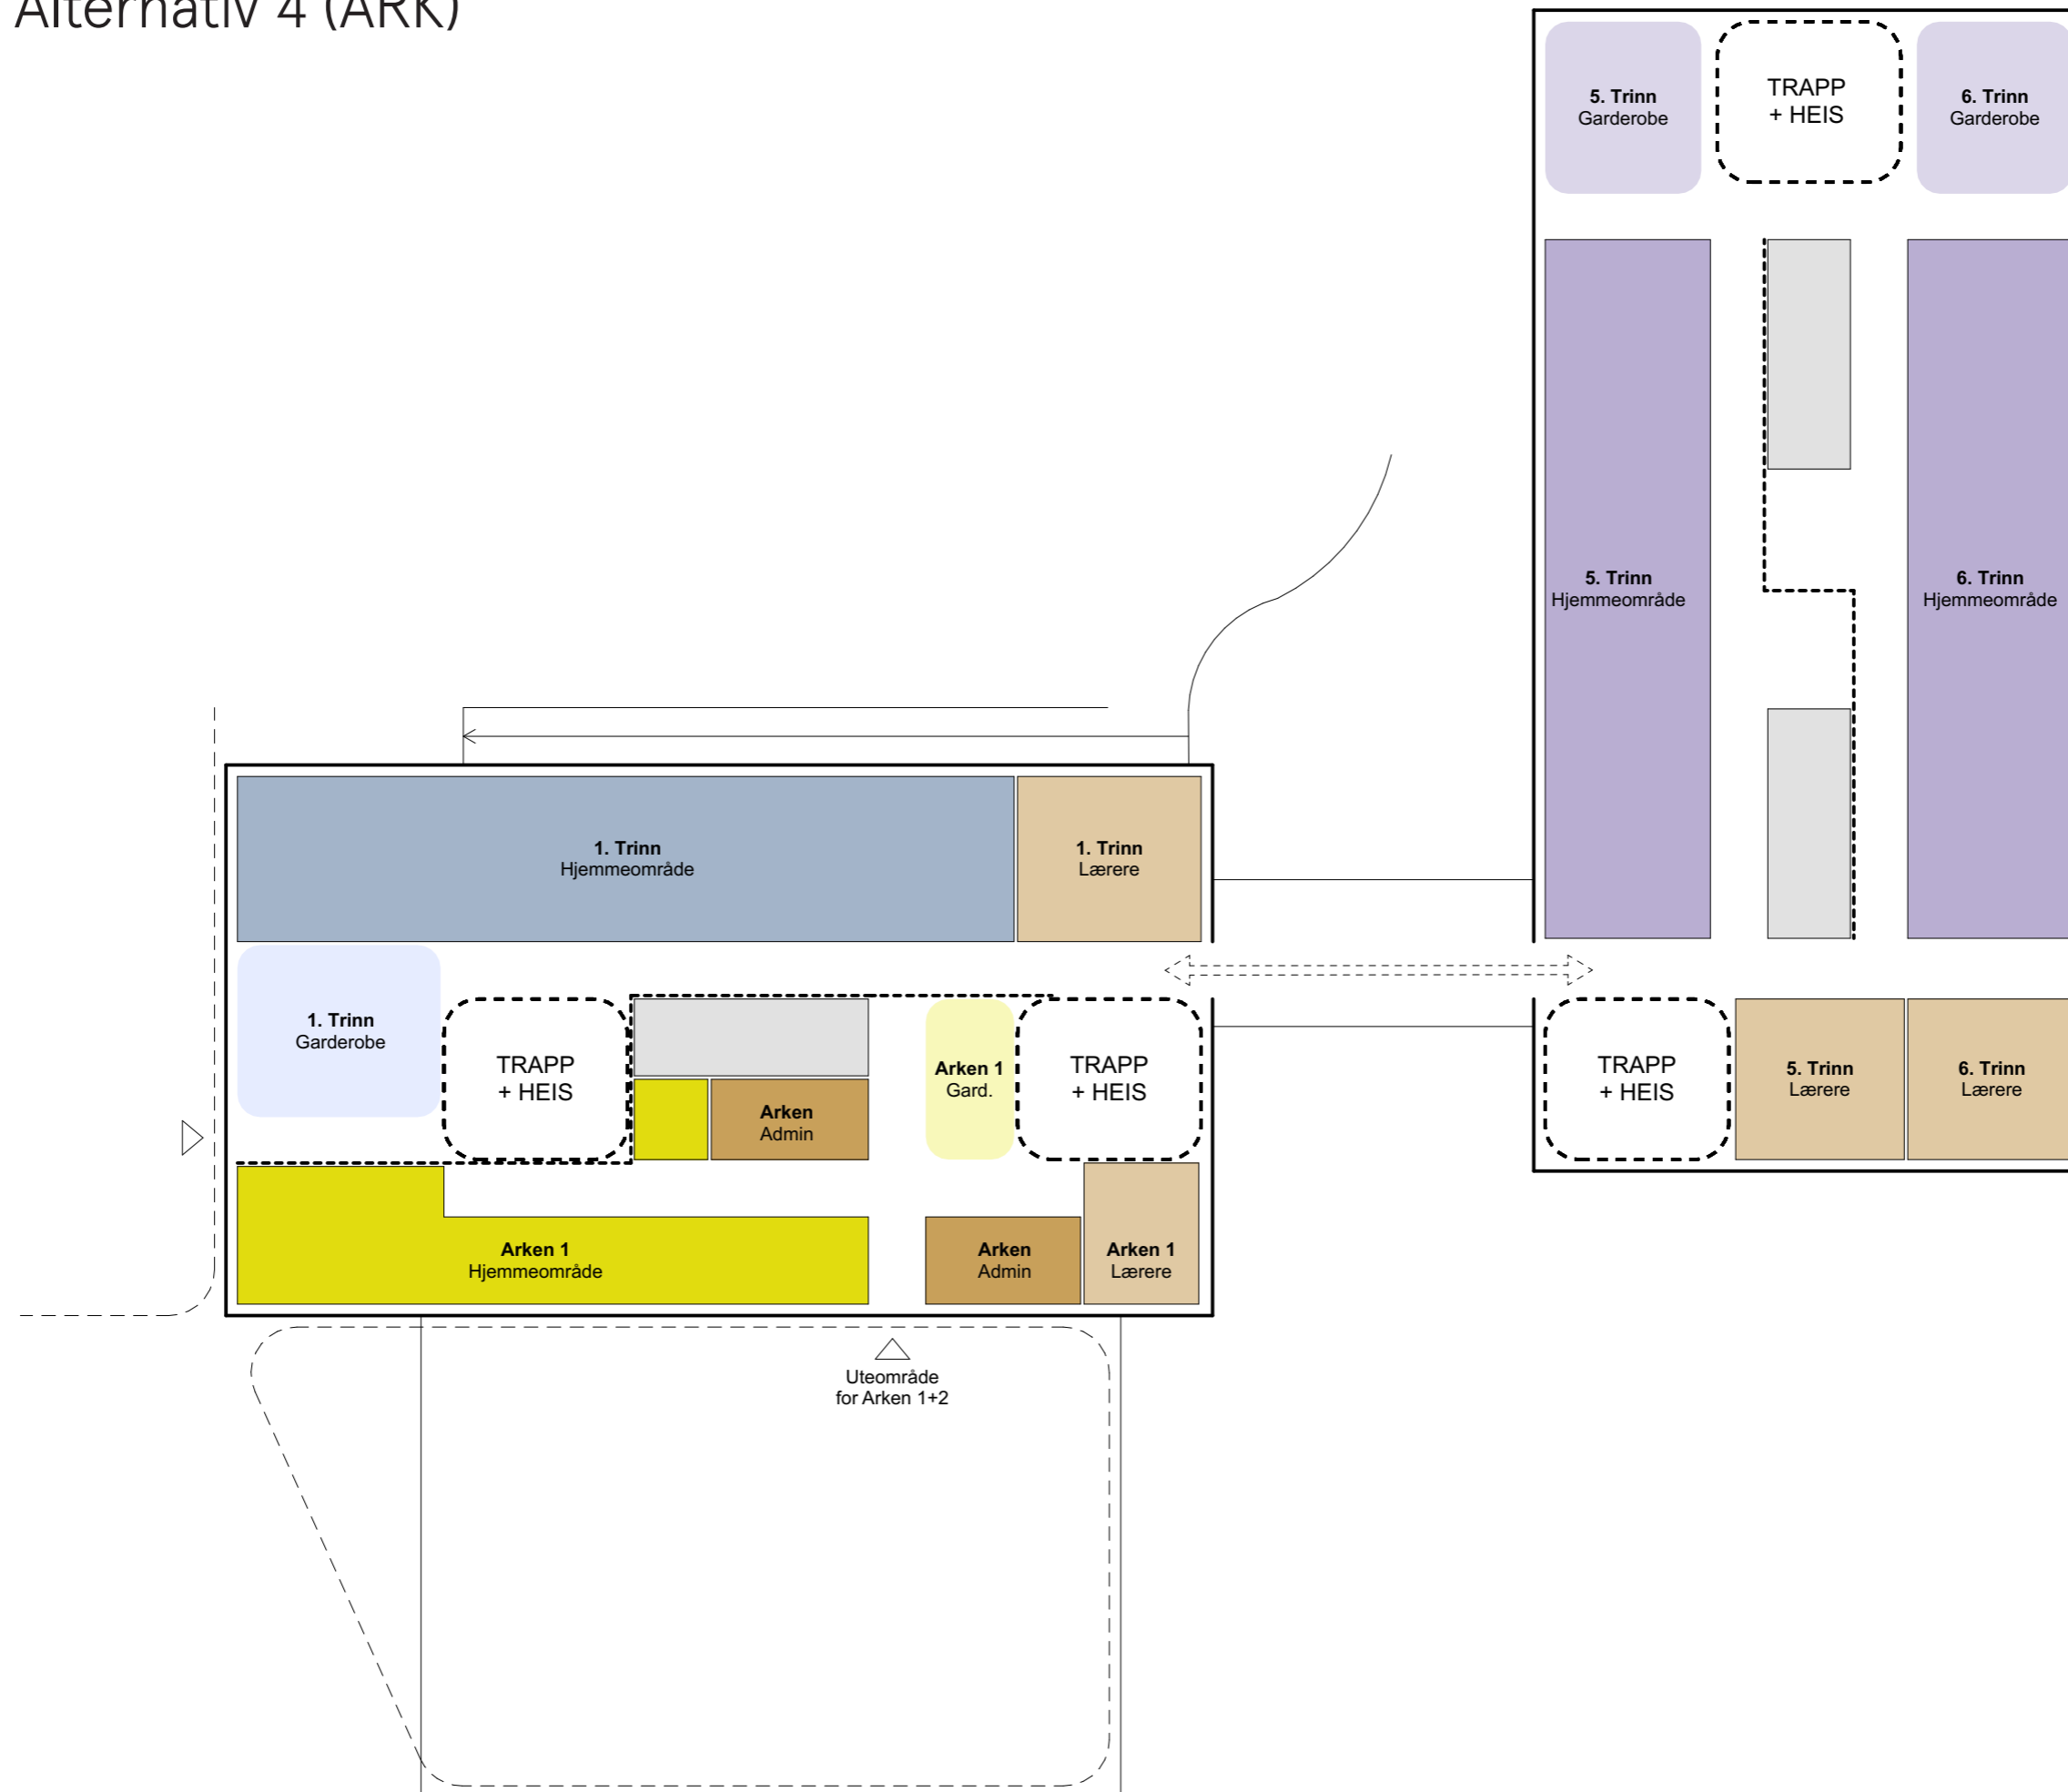 Alternativ 4 (ARK)
5. Trinn
Garderobe
TRAPP
+ HEIS
6. Trinn
Garderobe
5. Trinn
Hjemmeområde
6. Trinn
Hjemmeområde
1. Trinn
Hjemmeområde
1. Trinn
Lærere
1. Trinn
Garderobe
TRAPP
+ HEIS
Arken
Admin
Arken 1
Gard.
TRAPP
+ HEIS
TRAPP
+ HEIS
5. Trinn
Lærere
6. Trinn
Lærere
Arken 1
Hjemmeområde
Arken
Admin
Arken 1
Lærere
Uteområde
for Arken 1+2